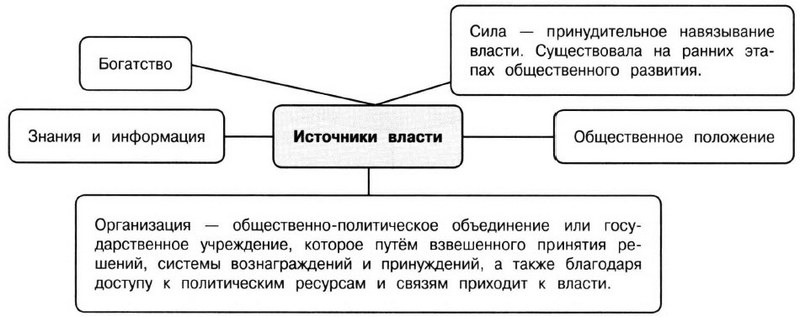 Богатство
Сила — принудительное навязывание
власти. Существовала на ранних эта-
пах общественного развития.
Знания и информация
Источники власти
Общественное положение
Организация — общественно-политическое объединение или госу-
дарственное учреждение, которое путём взвешенного принятия ре-
шений, системы вознаграждений и принуждений, а также благодаря
доступу к политическим ресурсам и связям приходит к власти.